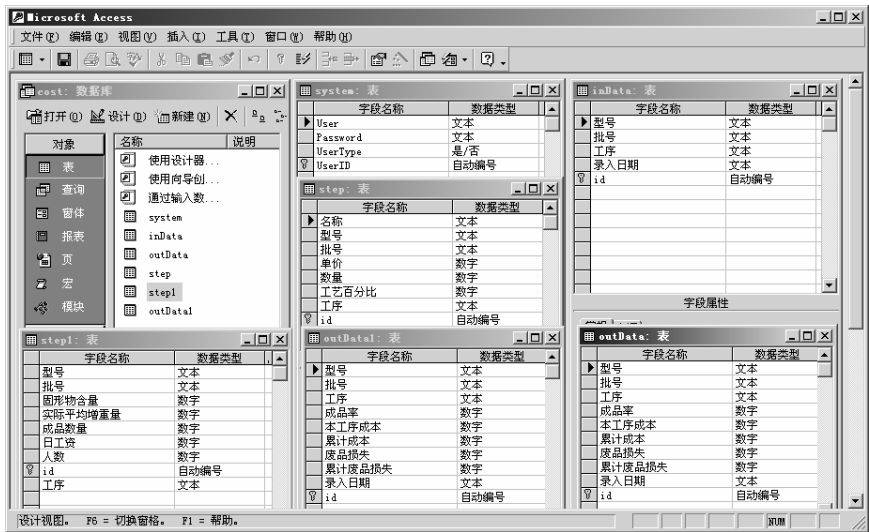 Microsoft Access
文件(F) 编辑(E) 视图(V) 插入(I) 工具(T) 窗口(W) 帮助(H)
cost: 数据库
打开(O) 设计(D) 新建(N)
对象
表
查询
窗体
报表
页
宏
模块
名称 说明
使用设计器...
使用向导创...
通过输入数...
system
inData
outData
step
step1
outData1
system: 表
字段名称 数据类型
User 文本
Password 文本
UserType 是/否
UserID 自动编号
step: 表
字段名称 数据类型
名称 文本
型号 文本
批号 文本
单价 数字
数量 数字
工艺百分比 数字
工序 文本
id 自动编号
inData: 表
字段名称 数据类型
型号 文本
批号 文本
工序 文本
录入日期 文本
id 自动编号
字段属性
step1: 表
字段名称 数据类型
型号 文本
批号 文本
固形物含量 数字
实际平均增重量 数字
成品数量 数字
日工资 数字
人数 数字
id 自动编号
工序 文本
outData1: 表
字段名称 数据类型
型号 文本
批号 文本
工序 文本
成品率 数字
本工序成本 数字
累计成本 数字
废品损失 数字
累计废品损失 数字
录入日期 文本
id 自动编号
outData: 表
字段名称 数据类型
型号 文本
批号 文本
工序 文本
成品率 数字
本工序成本 数字
累计成本 数字
废品损失 数字
累计废品损失 数字
录入日期 文本
id 自动编号
设计视图。 F6 = 切换窗格。 F1 = 帮助。
NUM